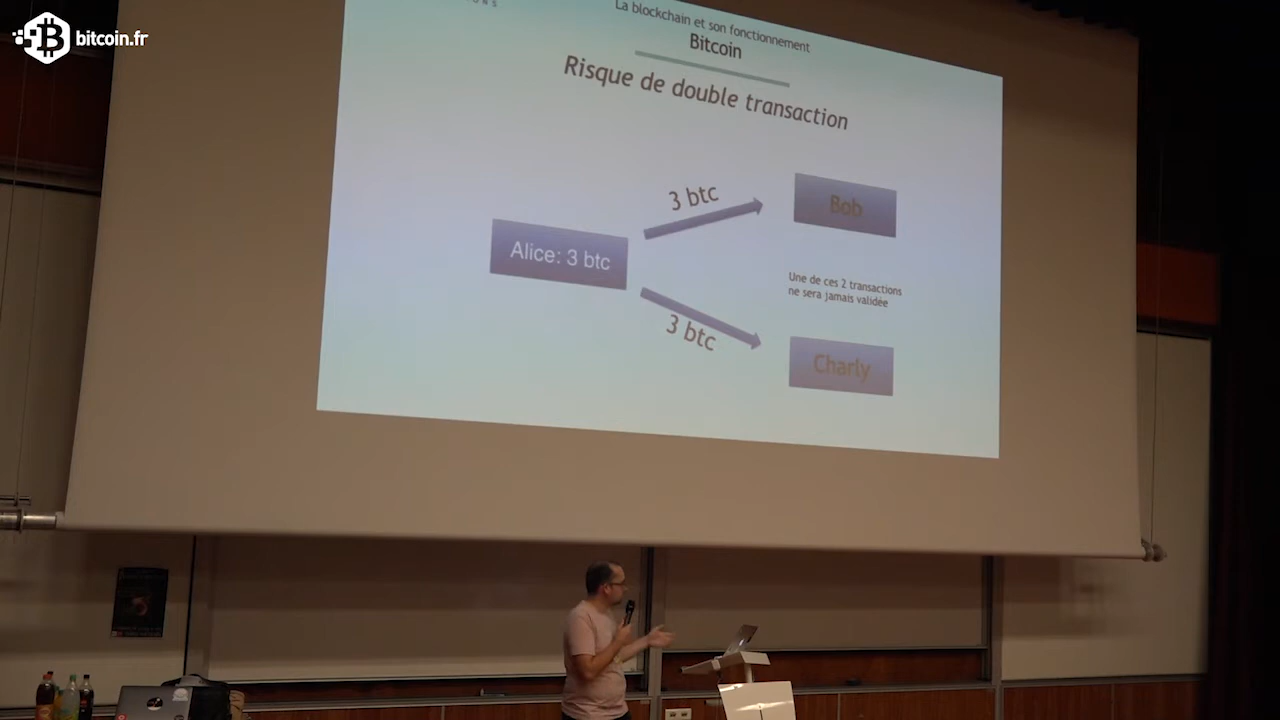 bitcoin.fr
La blockchain et son fonctionnement
Bitcoin
Risque de double transaction
3 btc
Bob
Alice: 3 btc
Une de ces 2 transactions
ne sera jamais validée
3 btc
Charly